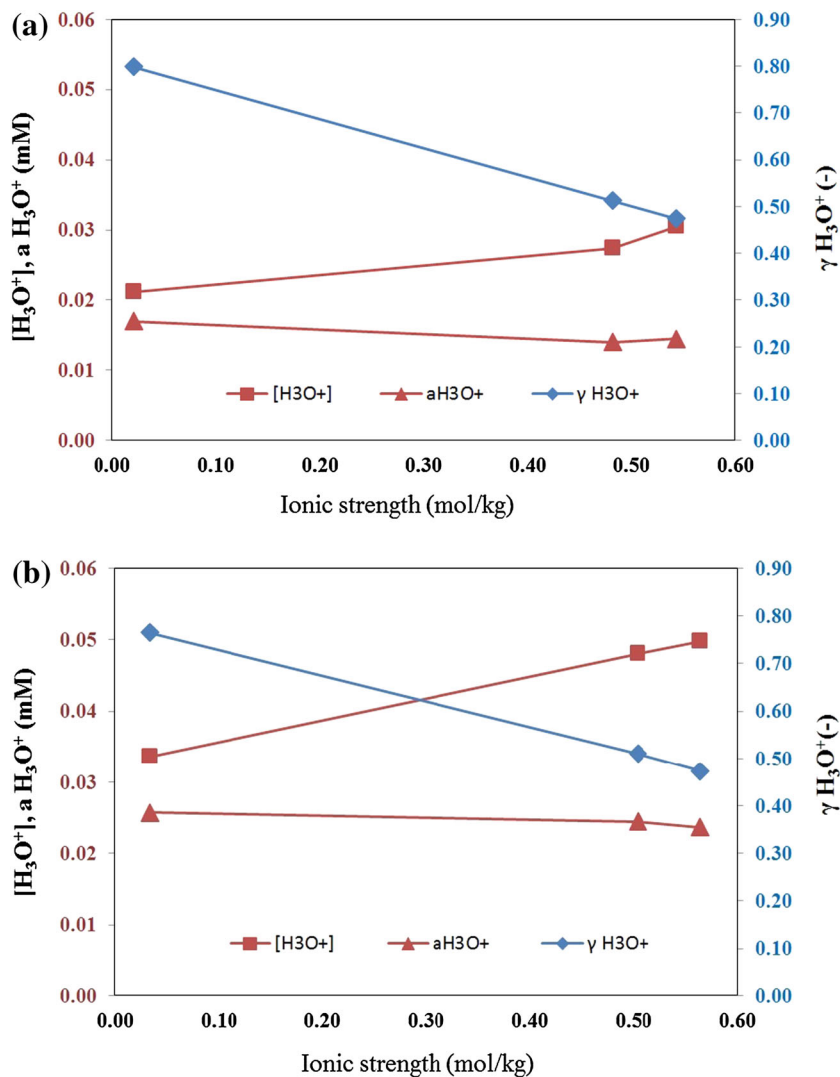 (a)
0.06
0.05
0.04
0.03
0.02
0.01
0.00
[H₃O⁺], a H₃O⁺ (mM)
0.90
0.80
0.70
0.60
0.50
0.40
0.30
0.20
0.10
0.00
γ H₃O⁺ (-)
[H3O+] aH3O+ γ H3O+
0.00 0.10 0.20 0.30 0.40 0.50 0.60
Ionic strength (mol/kg)
(b)
0.06
0.05
0.04
0.03
0.02
0.01
0.00
[H₃O⁺], a H₃O⁺ (mM)
0.90
0.80
0.70
0.60
0.50
0.40
0.30
0.20
0.10
0.00
γ H₃O⁺(-)
[H3O+] aH3O+ γ H3O+
0.00 0.10 0.20 0.30 0.40 0.50 0.60
Ionic strength (mol/kg)